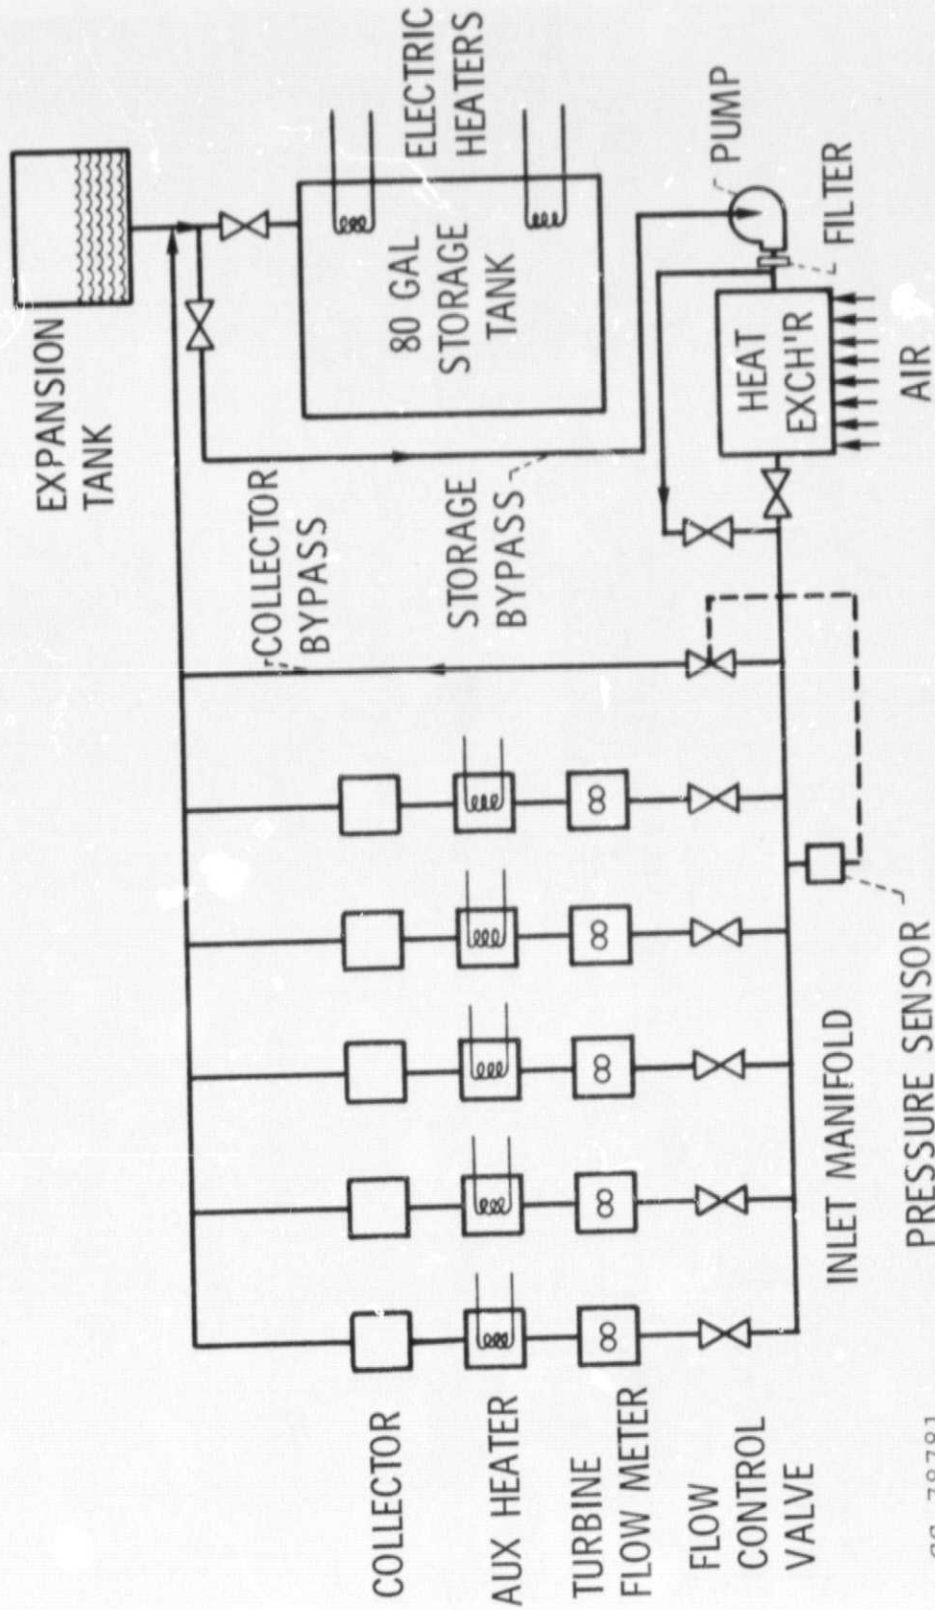 EXPANSION
TANK
ELECTRIC
HEATERS
80 GAL
STORAGE
TANK
COLLECTOR
BYPASS
STORAGE
BYPASS
PUMP
FILTER
HEAT
EXCH'R
AIR
COLLECTOR
AUX HEATER
TURBINE
FLOW METER
FLOW
CONTROL
VALVE
INLET MANIFOLD
PRESSURE SENSOR